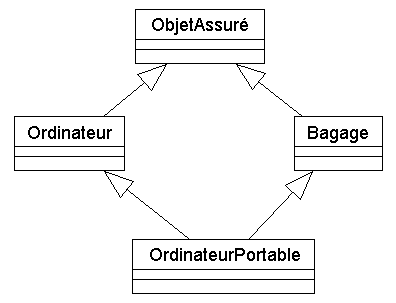 ObjetAssuré
Ordinateur
Bagage
OrdinateurPortable